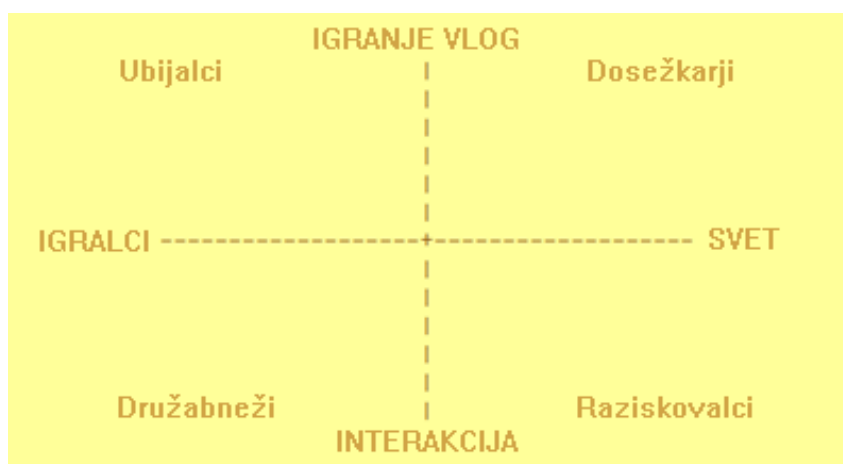 IGRANJE VLOG
Ubijalci
Dosežkarji
IGRALCI
SVET
Družabneži
Raziskovalci
INTERAKCIJA